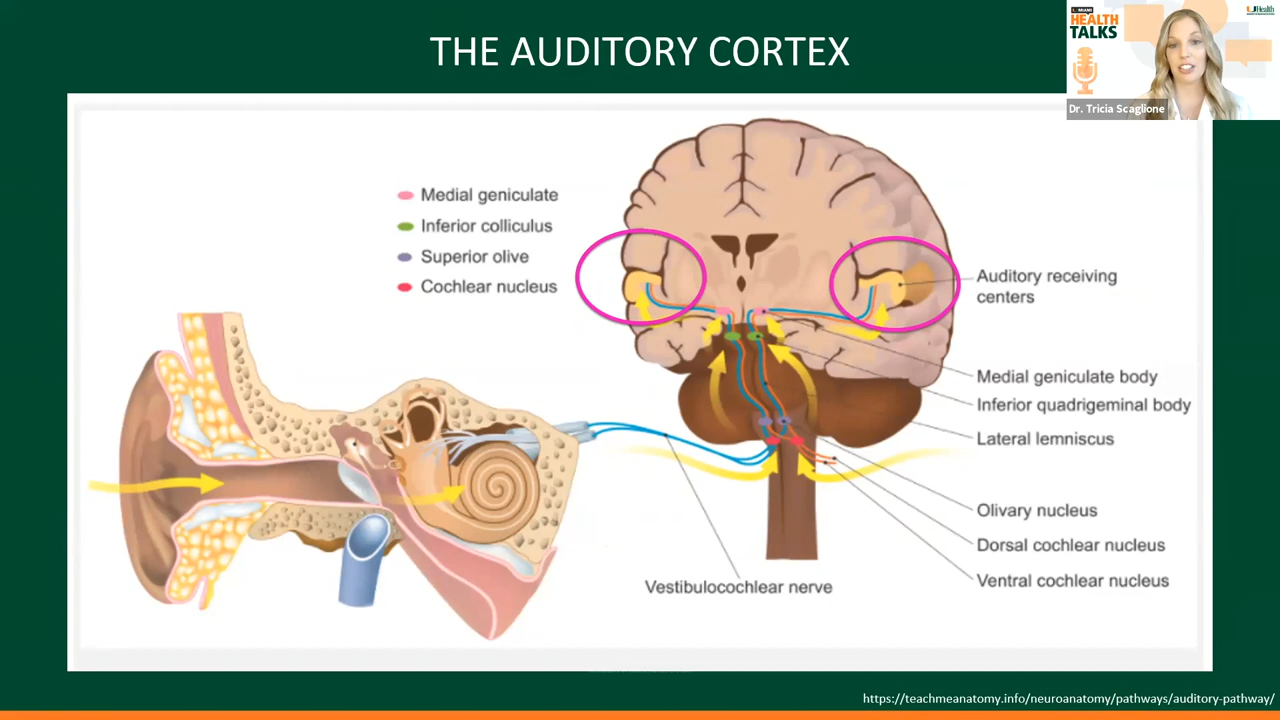 THE AUDITORY CORTEX
HEALTH
TALKS
UHealth
Dr. Tricia Scaglione
Medial geniculate
Inferior colliculus
Superior olive
Cochlear nucleus
Auditory receiving
centers
Medial geniculate body
Inferior quadrigeminal body
Lateral lemniscus
Olivary nucleus
Dorsal cochlear nucleus
Ventral cochlear nucleus
Vestibulocochlear nerve
https://teachmeanatomy.info/neuroanatomy/pathways/auditory-pathway/